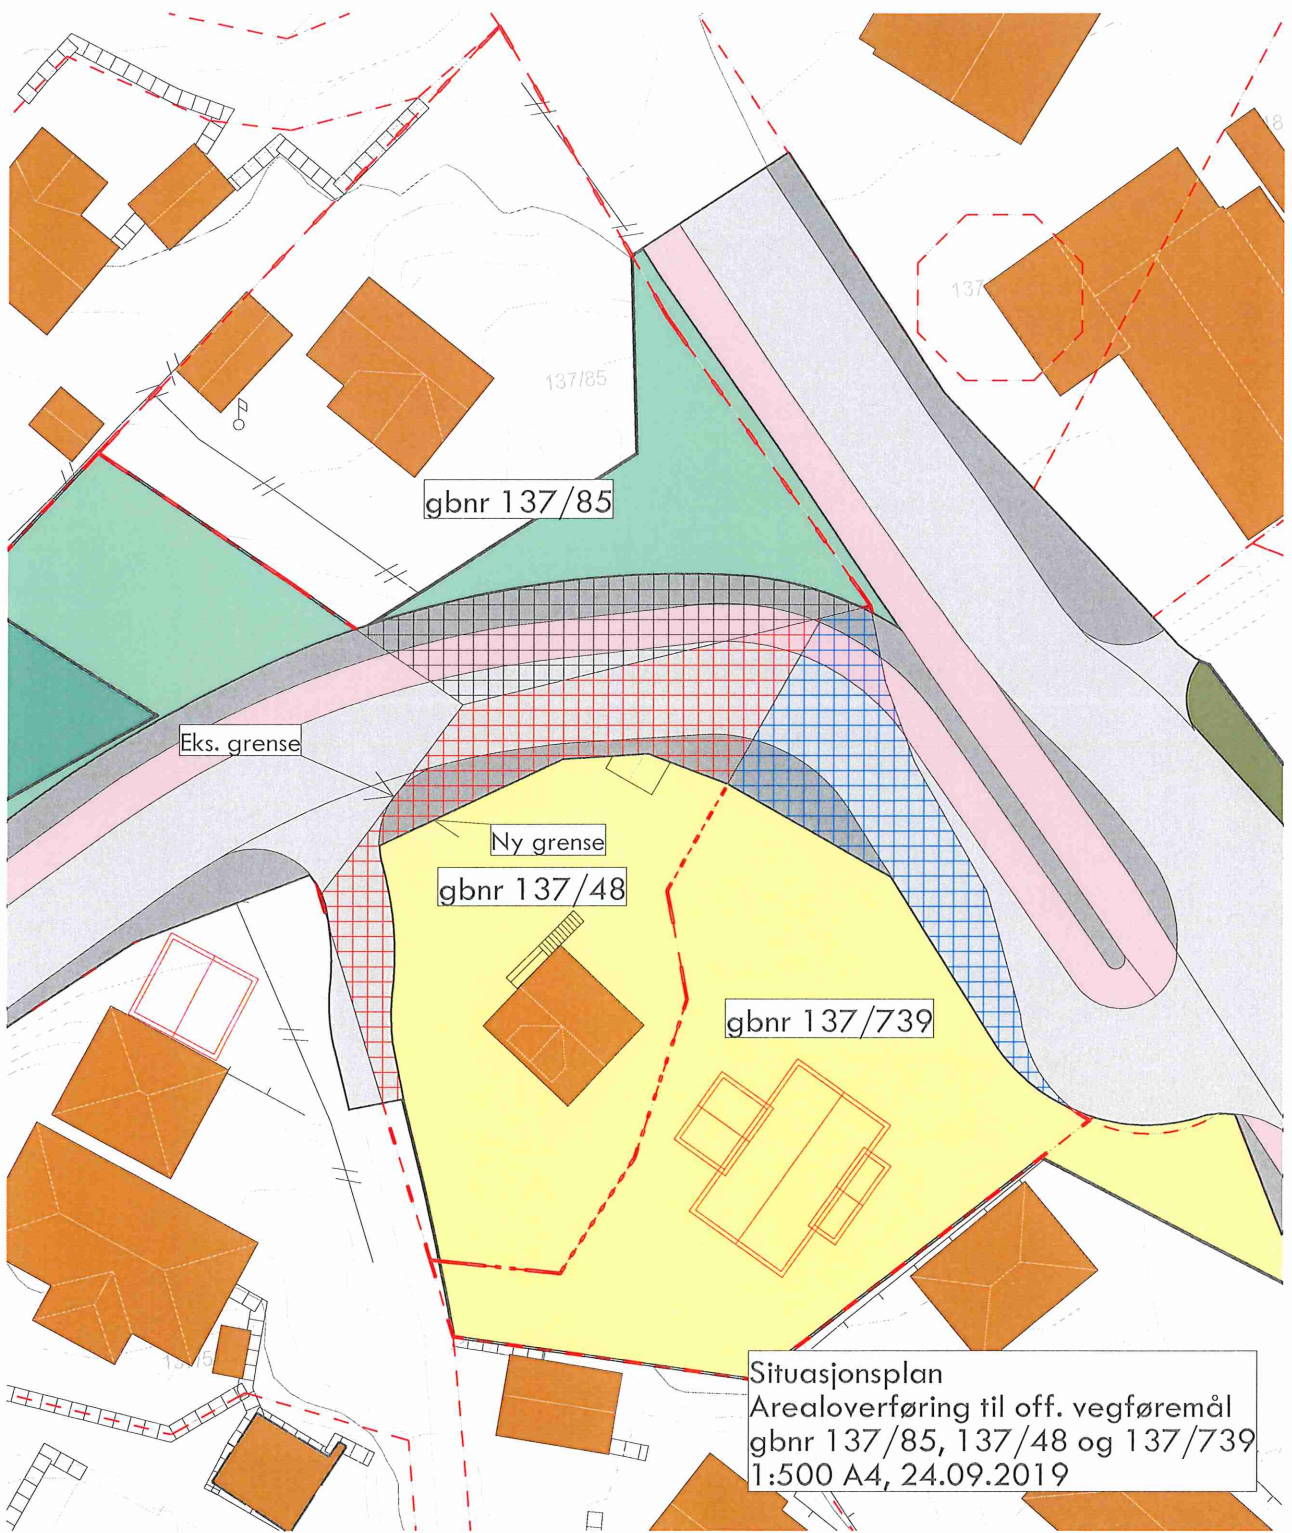 137/85
gbnr 137/85
Eks. grense
Ny grense
gbnr 137/48
gbnr 137/739
Situasjonsplan
Arealoverføring til off. vegføremål
gbnr 137/85, 137/48 og 137/739
1:500 A4, 24.09.2019